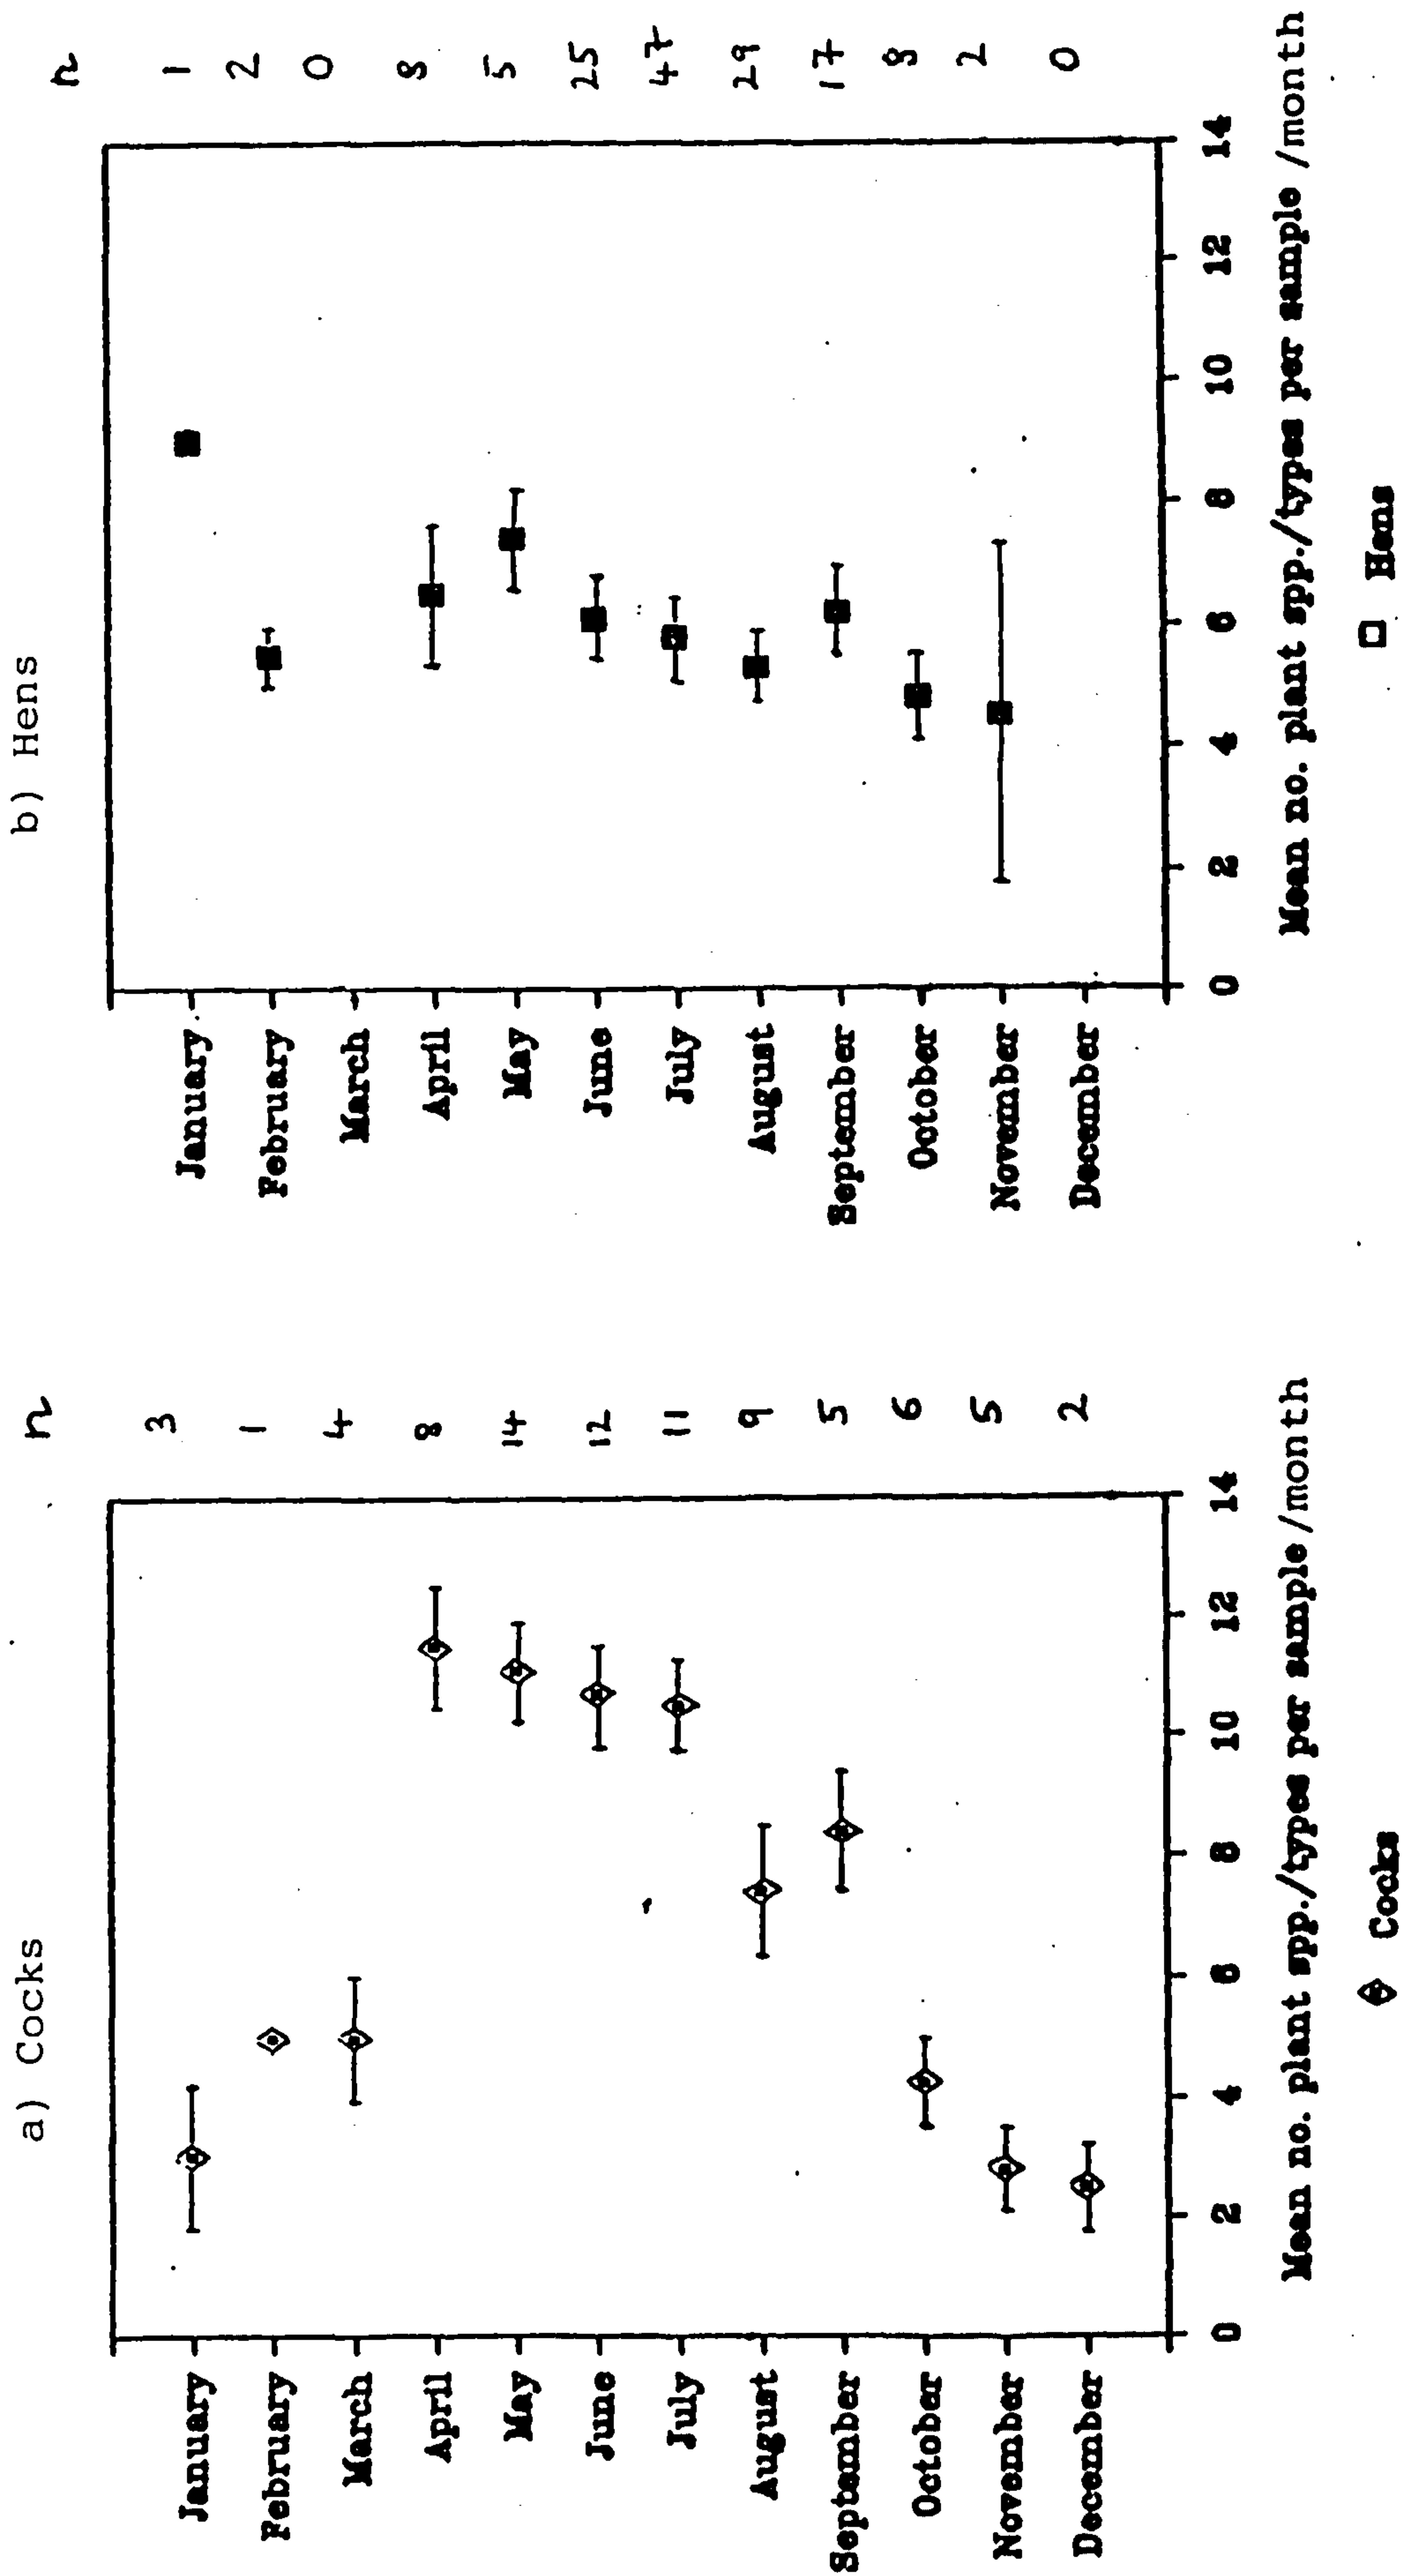 a) Cocks
n
January 3
February 1
March 4
April 8
May 14
June 12
July 11
August 9
September 5
October 6
November 5
December 2
0 2 4 6 8 10 12 14
Mean no. plant spp./types per sample /month
Cocks
b) Hens
n
January 1
February 2
March 0
April 8
May 5
June 25
July 47
August 29
September 17
October 8
November 2
December 0
0 2 4 6 8 10 12 14
Mean no. plant spp./types per sample /month
Hens